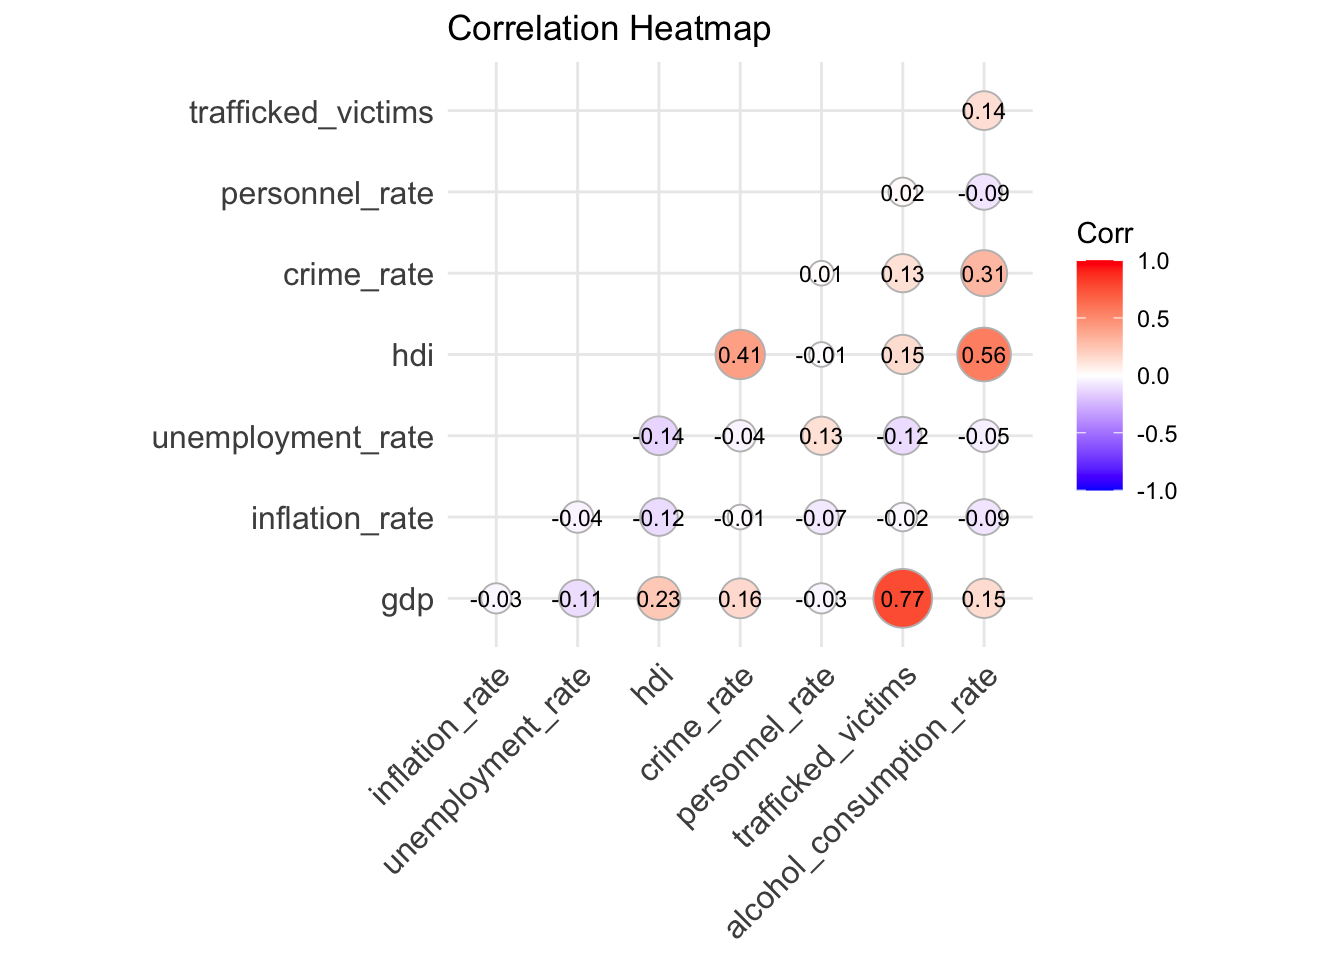 Correlation Heatmap
trafficked_victims
0.14
personnel_rate
0.02 -0.09
crime_rate
0.01 0.13 0.31
hdi
0.41 -0.01 0.15 0.56
unemployment_rate
-0.14 -0.04 0.13 -0.12 -0.05
inflation_rate
-0.04 -0.12 -0.01 -0.07 -0.02 -0.09
gdp
-0.03 -0.11 0.23 0.16 -0.03 0.77 0.15
inflation_rate
unemployment_rate
hdi
crime_rate
personnel_rate
trafficked_victims
alcohol_consumption_rate
Corr
1.0
0.5
0.0
-0.5
-1.0